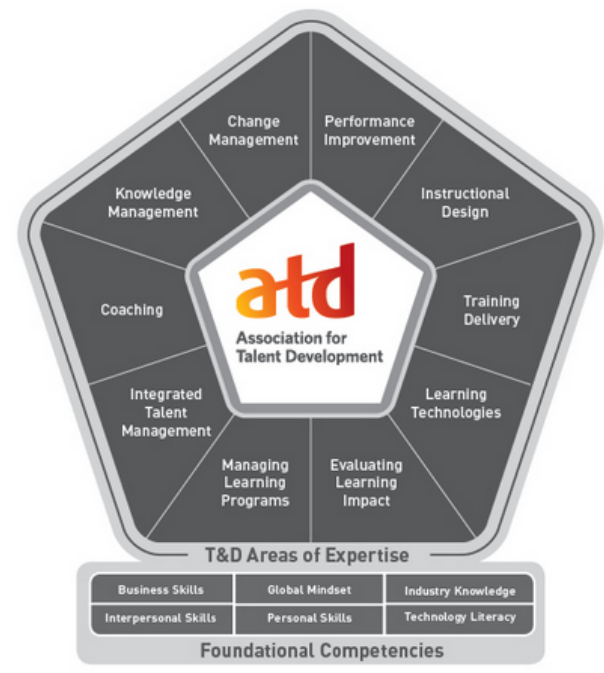 Change
Management
Performance
Improvement
Knowledge
Management
Instructional
Design
Coaching
atd
Association for
Talent Development
Training
Delivery
Integrated
Talent
Management
Learning
Technologies
Managing
Learning
Programs
Evaluating
Learning
Impact
T&D Areas of Expertise
Business Skills
Global Mindset
Industry Knowledge
Interpersonal Skills
Personal Skills
Technology Literacy
Foundational Competencies